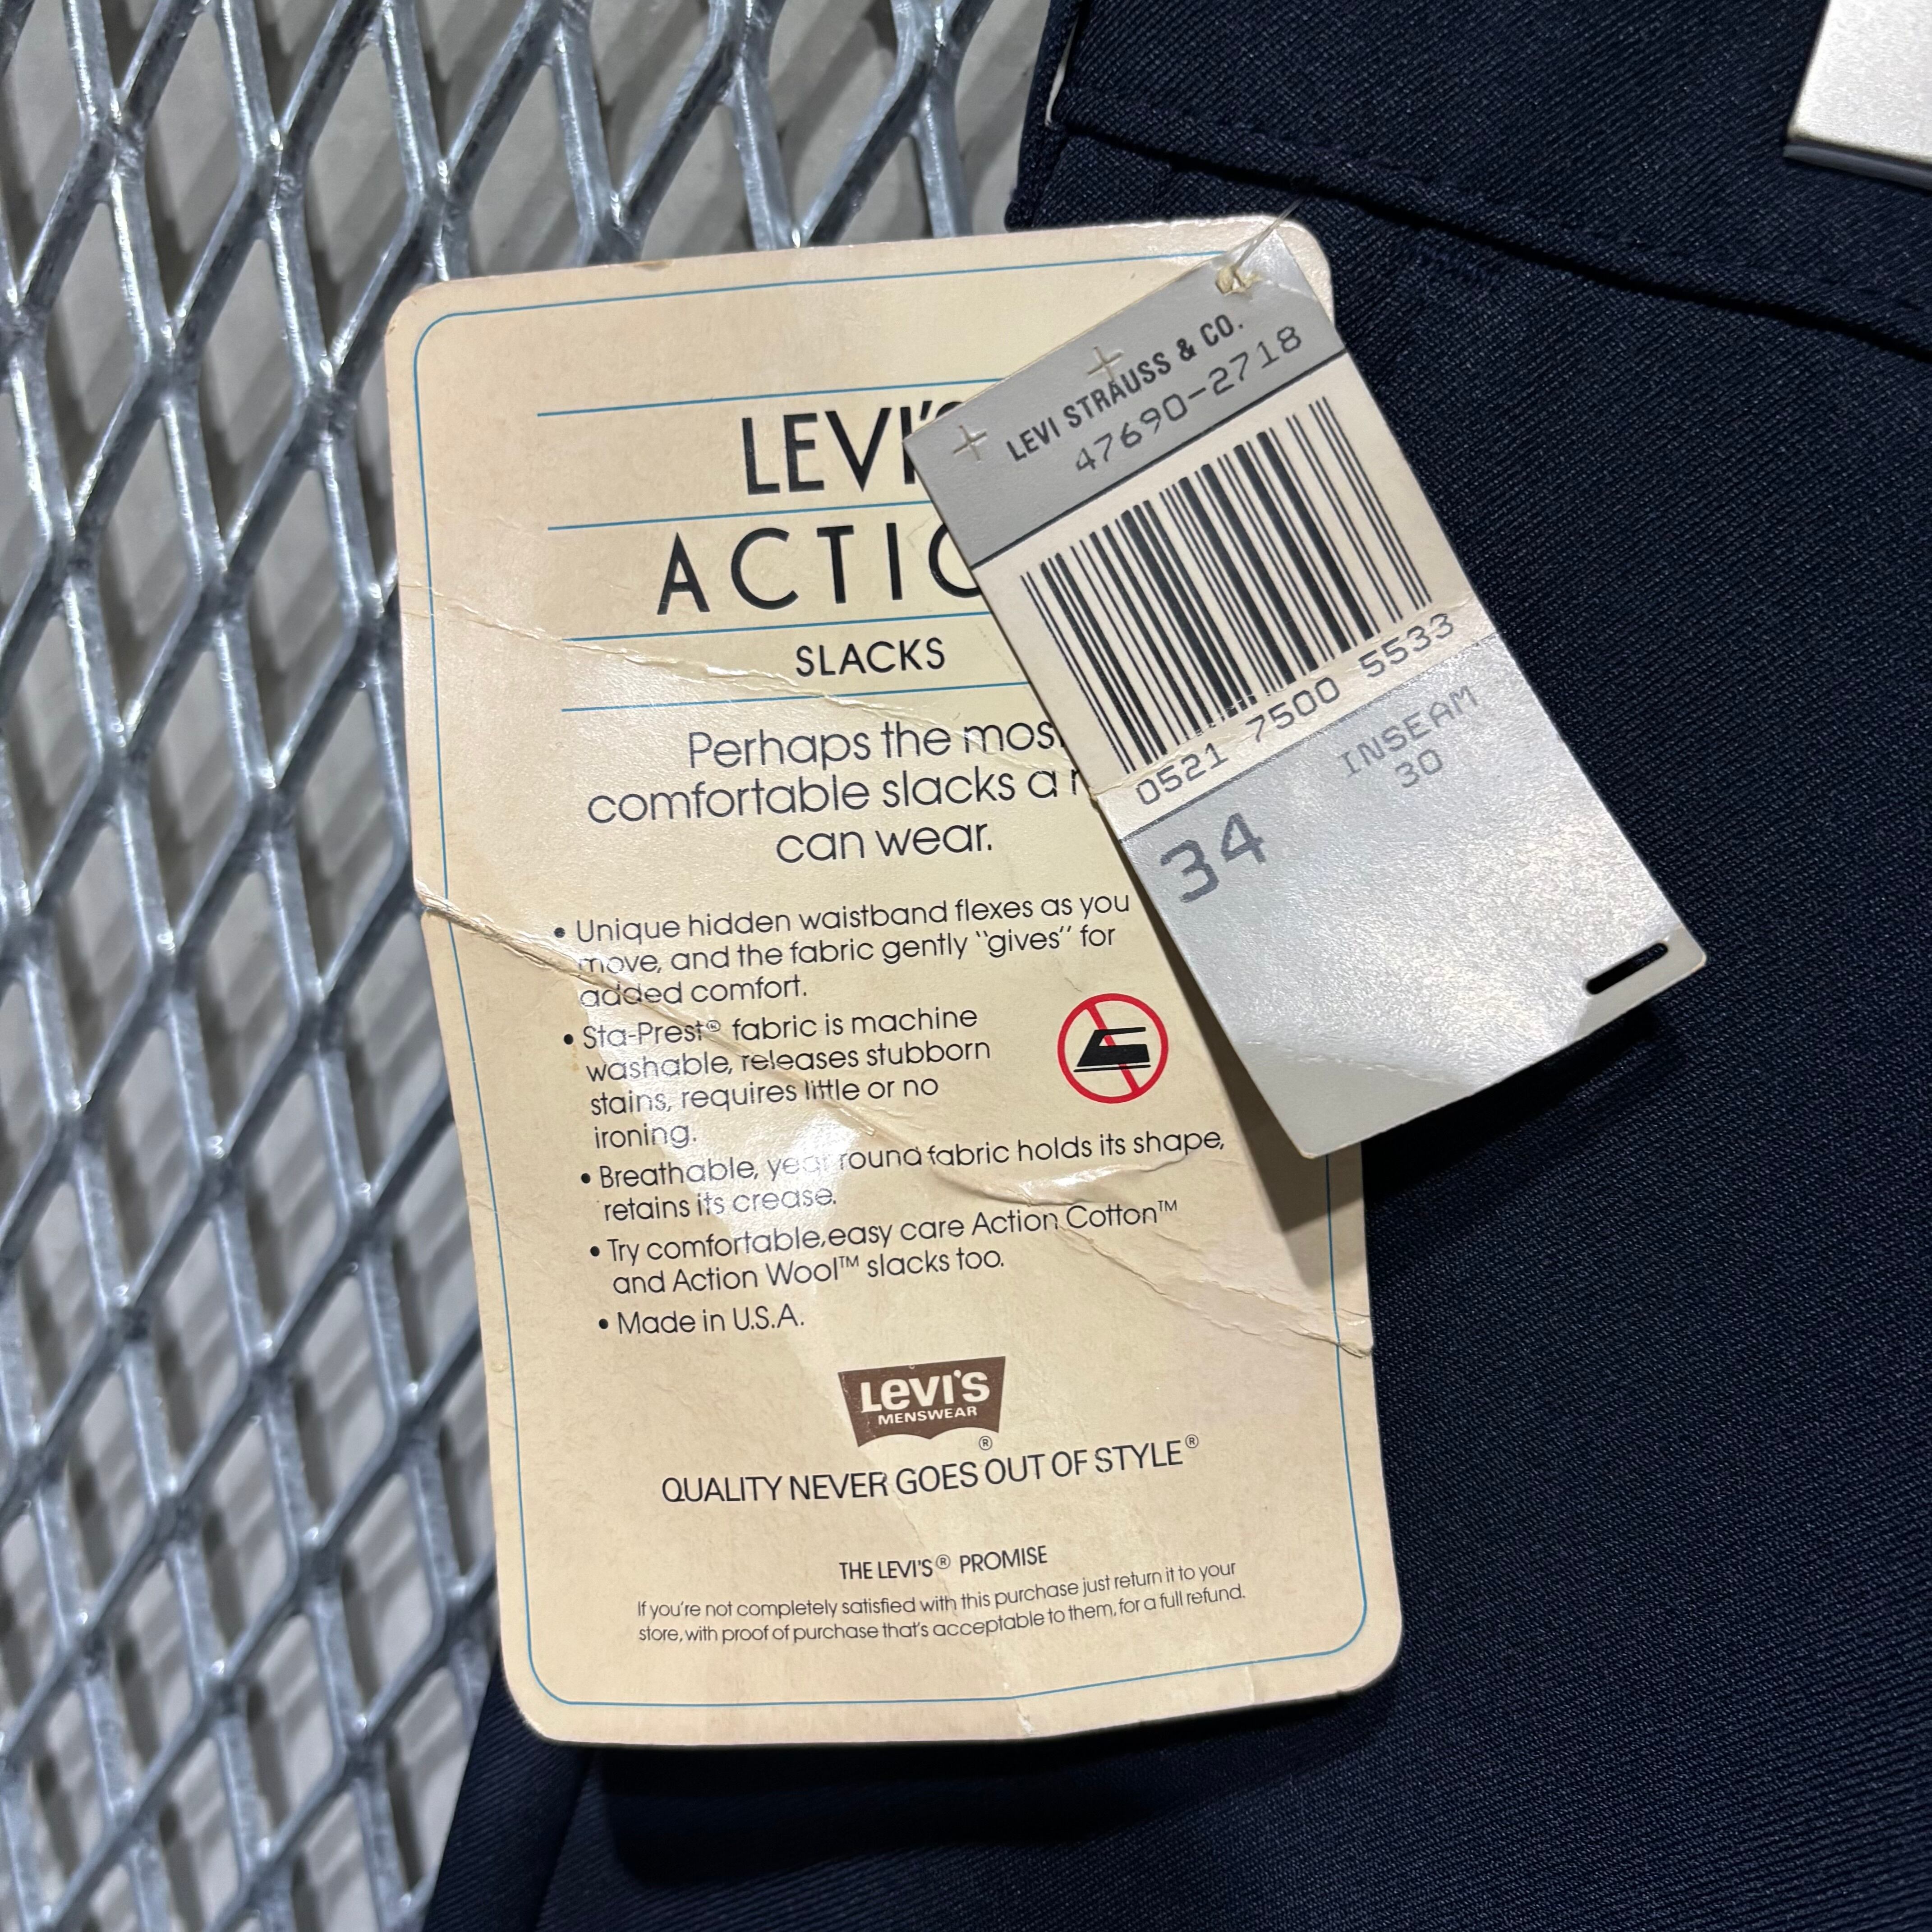 LEVI'S
ACTIO
SLACKS
Perhaps the most
comfortable slacks a
can wear.
• Unique hidden waistband flexes as you
move, and the fabric gently "gives" for
added comfort.
• Sta-Prest® fabric is machine
washable, releases stubborn
stains, requires little or no
ironing.
• Breathable, year round fabric holds its shape,
retains its crease.
• Try comfortable, easy care Action Cotton™
and Action Wool™ slacks too.
• Made in U.S.A.
Levi's
MENSWEAR
®
QUALITY NEVER GOES OUT OF STYLE®
THE LEVI'S® PROMISE
If you're not completely satisfied with this purchase just return it to your
store, with proof of purchase that's acceptable to them, for a full refund.
LEVI STRAUSS & CO.
47690-2718
0521 7500 5533
INSEAM
30
34